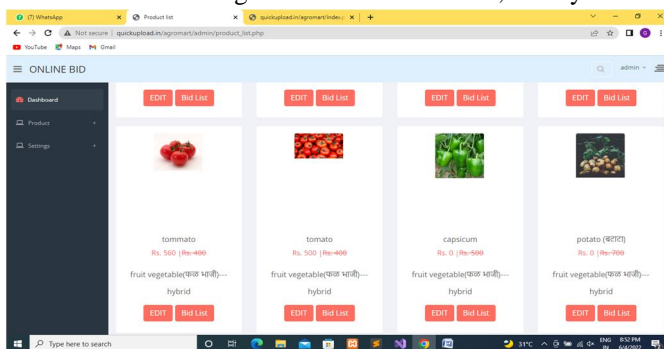 (7) WhatsApp
Product list
quickupload.in/agromart/index.p
Not secure | quickupload.in/agromart/admin/product_list.php
YouTube Maps Gmail
ONLINE BID
admin
Dashboard
Product +
Settings +
EDIT Bid List EDIT Bid List EDIT Bid List EDIT Bid List
tommato tomato capsicum potato (बटाटा)
Rs. 560 |Rs. 400 Rs. 500 |Rs. 400 Rs. 0 |Rs. 500 Rs. 0 |Rs. 700
fruit vegetable(फळ भाजी)--- fruit vegetable(फळ भाजी)--- fruit vegetable(फळ भाजी)--- fruit vegetable(फळ भाजी)---
hybrid hybrid hybrid hybrid
EDIT Bid List EDIT Bid List EDIT Bid List EDIT Bid List
Type here to search
31°C
ENG
IN
8:52 PM
6/4/2022